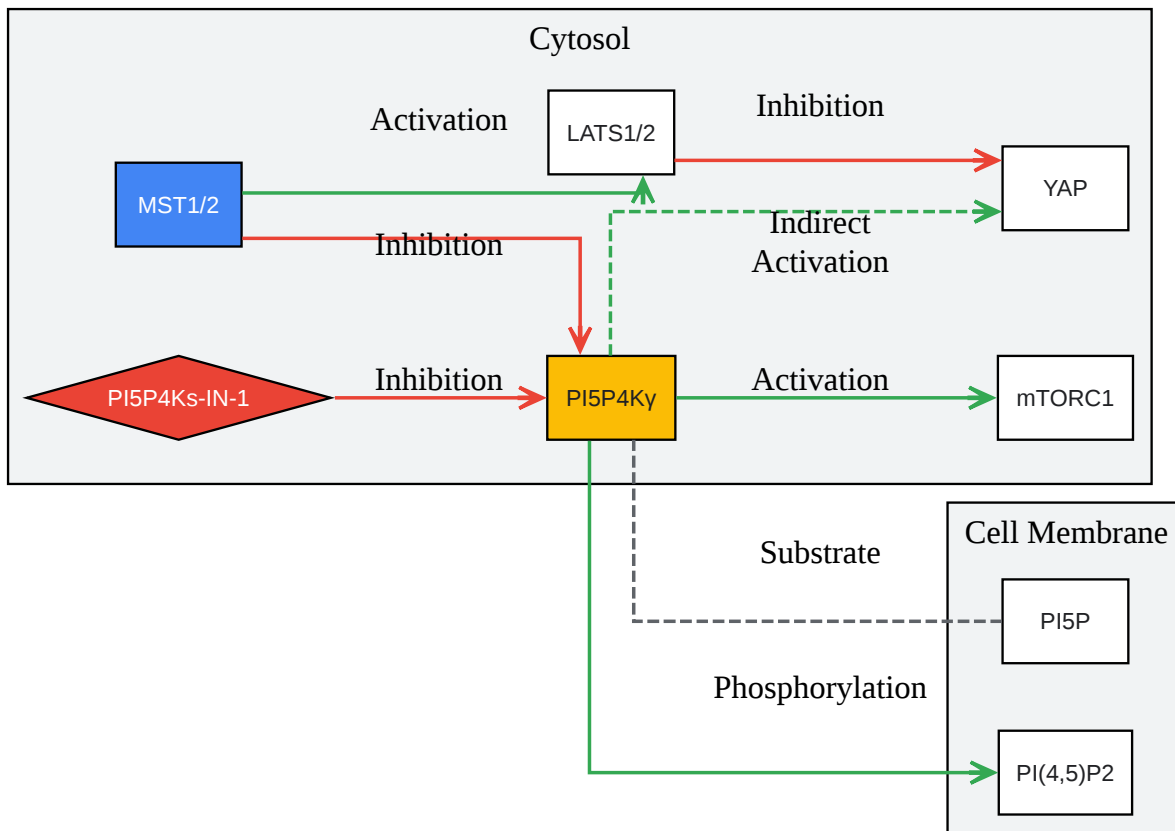 Cytosol
Activation
LATS1/2
Inhibition
MST1/2
YAP
Inhibition
Indirect
Activation
PI5P4Ks-IN-1
Inhibition
PI5P4Kγ
Activation
mTORC1
Cell Membrane
Substrate
PI5P
Phosphorylation
PI(4,5)P2